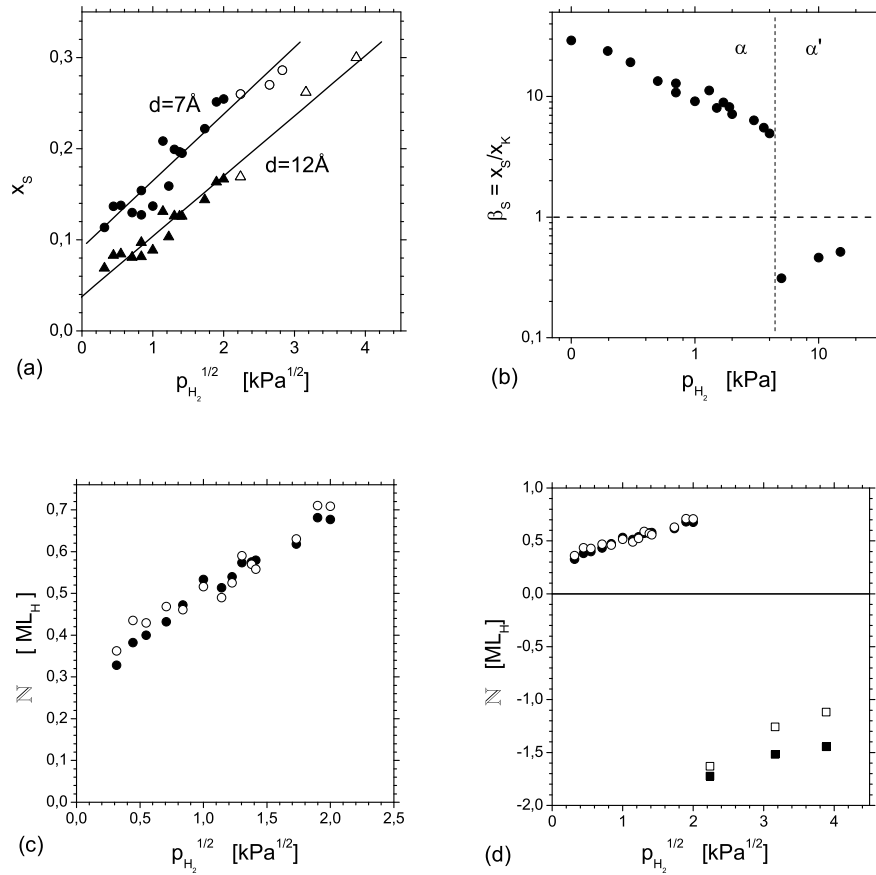 0,3
0,2
0,1
0,0
x_S
d=7Å
d=12Å
0 1 2 3 4
(a) p_H₂^1/2 [kPa^1/2]
α α'
10
1
0,1
β_S = x_S/x_K
0 1 10
(b) p_H₂ [kPa]
0,7
0,6
0,5
0,4
0,3
0,2
0,1
0,0
ℕ [ML_H]
0,0 0,5 1,0 1,5 2,0 2,5
(c) p_H₂^1/2 [kPa^1/2]
1,0
0,5
0,0
-0,5
-1,0
-1,5
-2,0
ℕ [ML_H]
0 1 2 3 4
(d) p_H₂^1/2 [kPa^1/2]